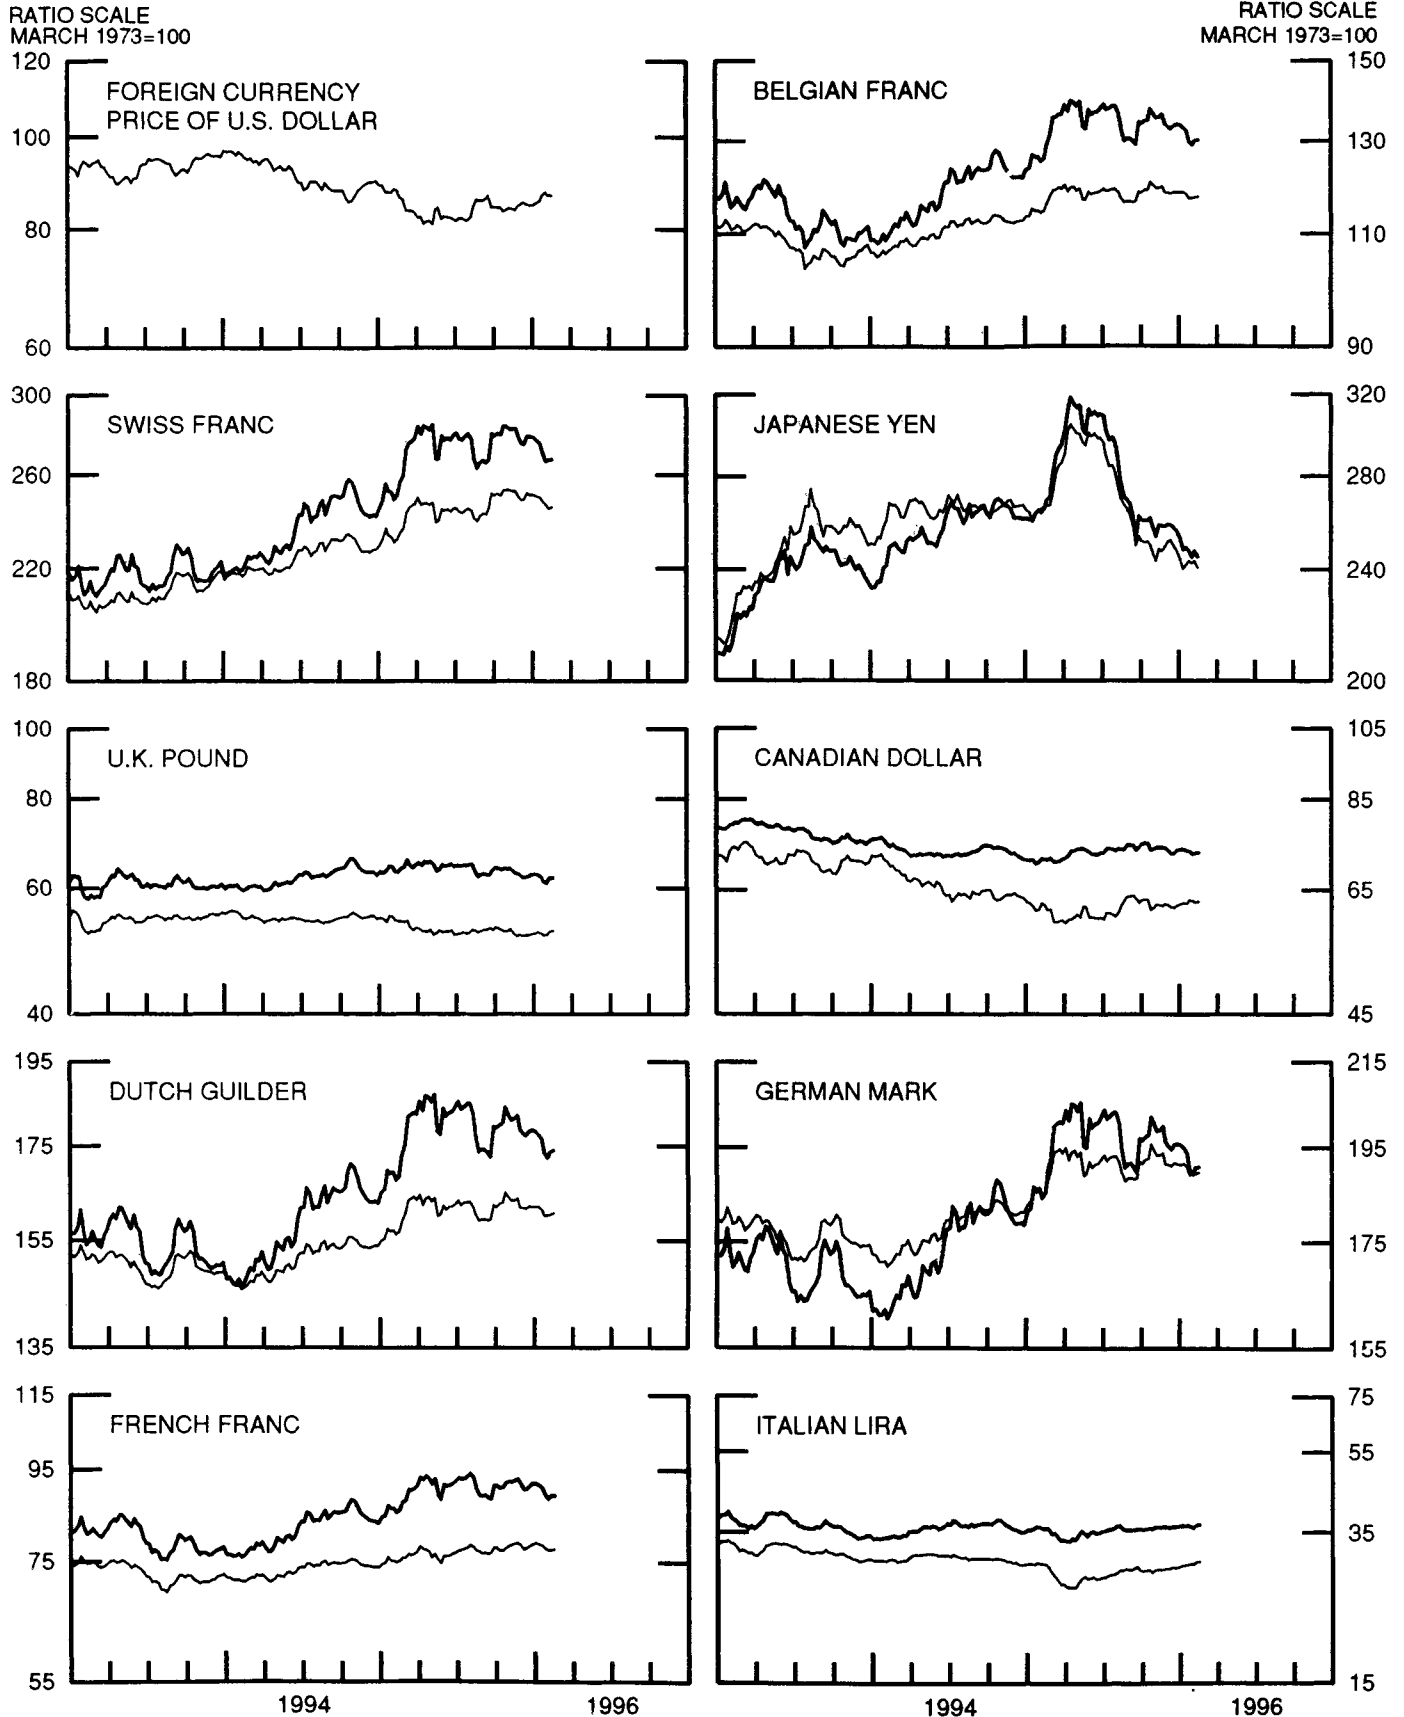 RATIO SCALE
MARCH 1973=100
RATIO SCALE
MARCH 1973=100
FOREIGN CURRENCY
PRICE OF U.S. DOLLAR
120
100
80
60
BELGIAN FRANC
150
130
110
90
SWISS FRANC
300
260
220
180
JAPANESE YEN
320
280
240
200
U.K. POUND
100
80
60
40
CANADIAN DOLLAR
105
85
65
45
DUTCH GUILDER
195
175
155
135
GERMAN MARK
215
195
175
155
FRENCH FRANC
115
95
75
55
ITALIAN LIRA
75
55
35
15
1994 1996
1994 1996